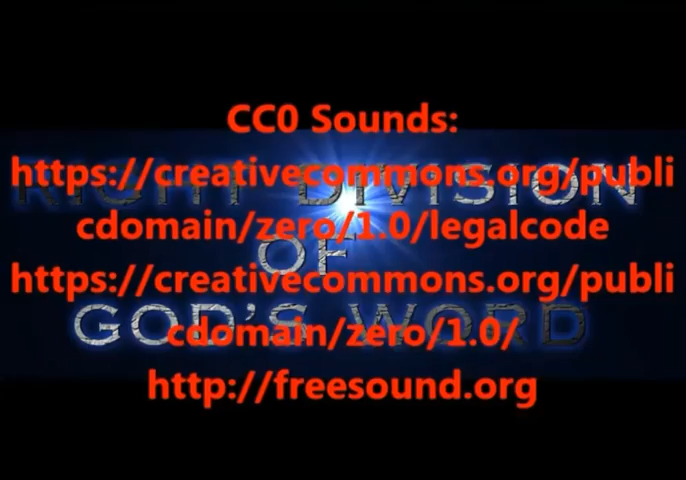 CC0 Sounds:
https://creativecommons.org/publi
RIGHT DIVISION
cdomain/zero/1.0/legalcode
OF
https://creativecommons.org/publi
GOD'S WORD
cdomain/zero/1.0/
http://freesound.org